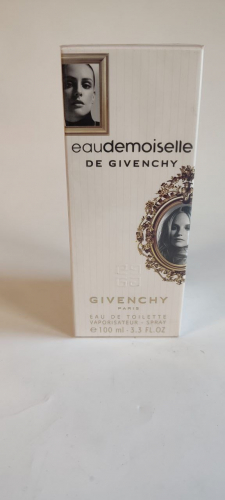 eaudemoiselle
DE GIVENCHY
GIVENCHY
PARIS
EAU DE TOILETTE
VAPORISATEUR - SPRAY
e 100 ml - 3.3 FL. OZ